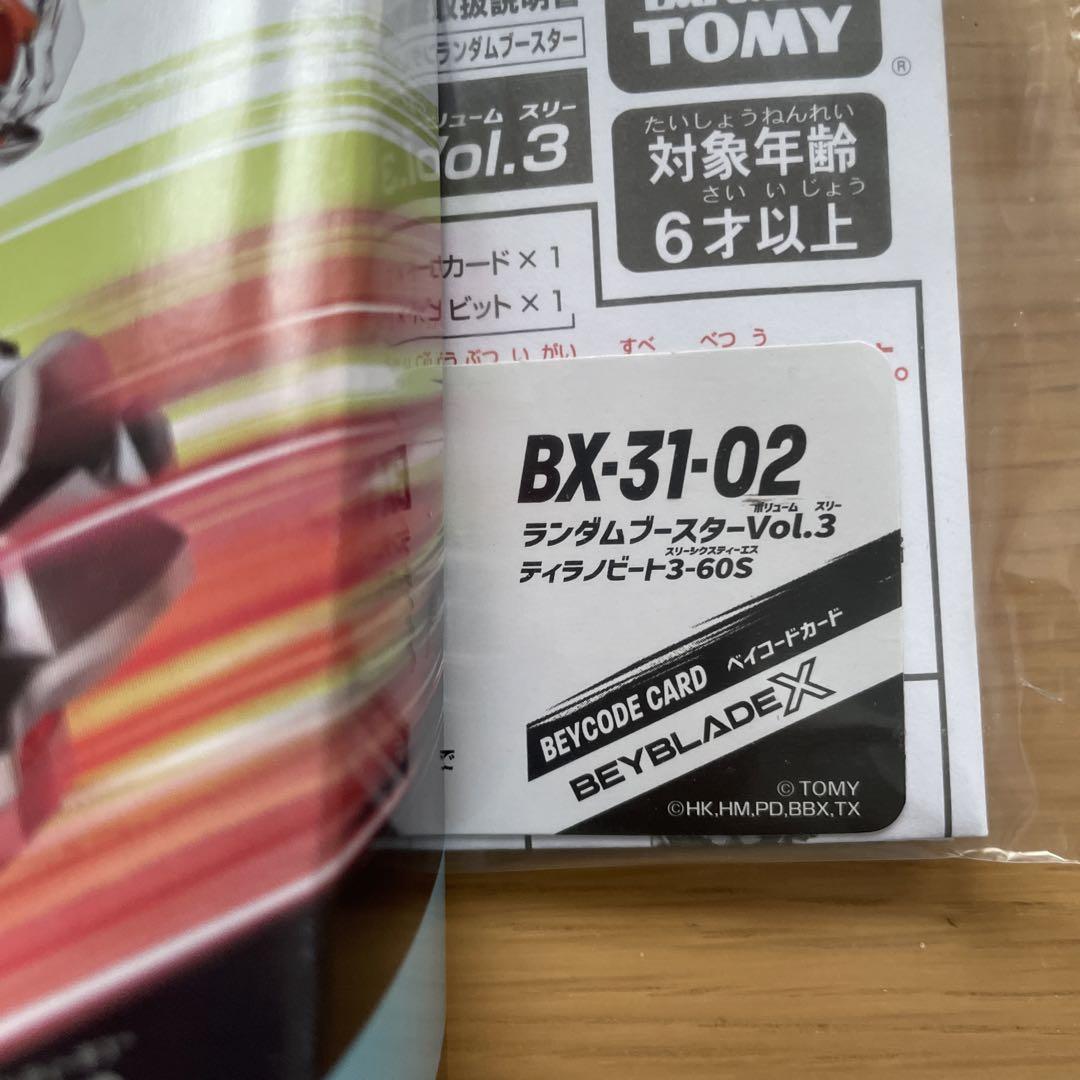 取扱説明書
ランダムブースター
TOMY
®
ューム スリー
Vol.3
たいしょうねんれい
対象年齢
さい いじょう
6才以上
カード×1
ビット×1
ぶつ いがい すべ べつ う
BX-31-02
ボリューム スリー
ランダムブースターVol.3
スリーシクスティーエス
ティラノビート3-60S
BEYCODE CARD ベイコードカード
BEYBLADE X
© TOMY
©HK,HM,PD,BBX,TX